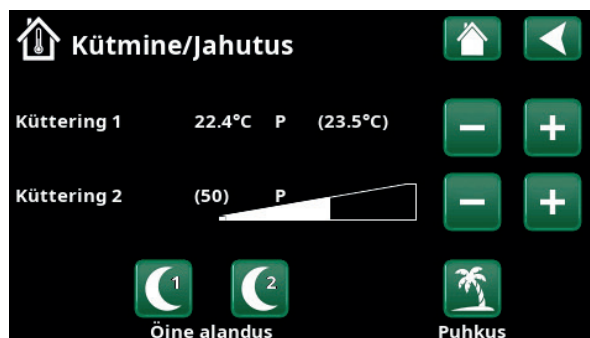 Kütmine/Jahutus
Küttering 1 22.4°C P (23.5°C)
Küttering 2 (50) P
1 2
Öine alandus Puhkus